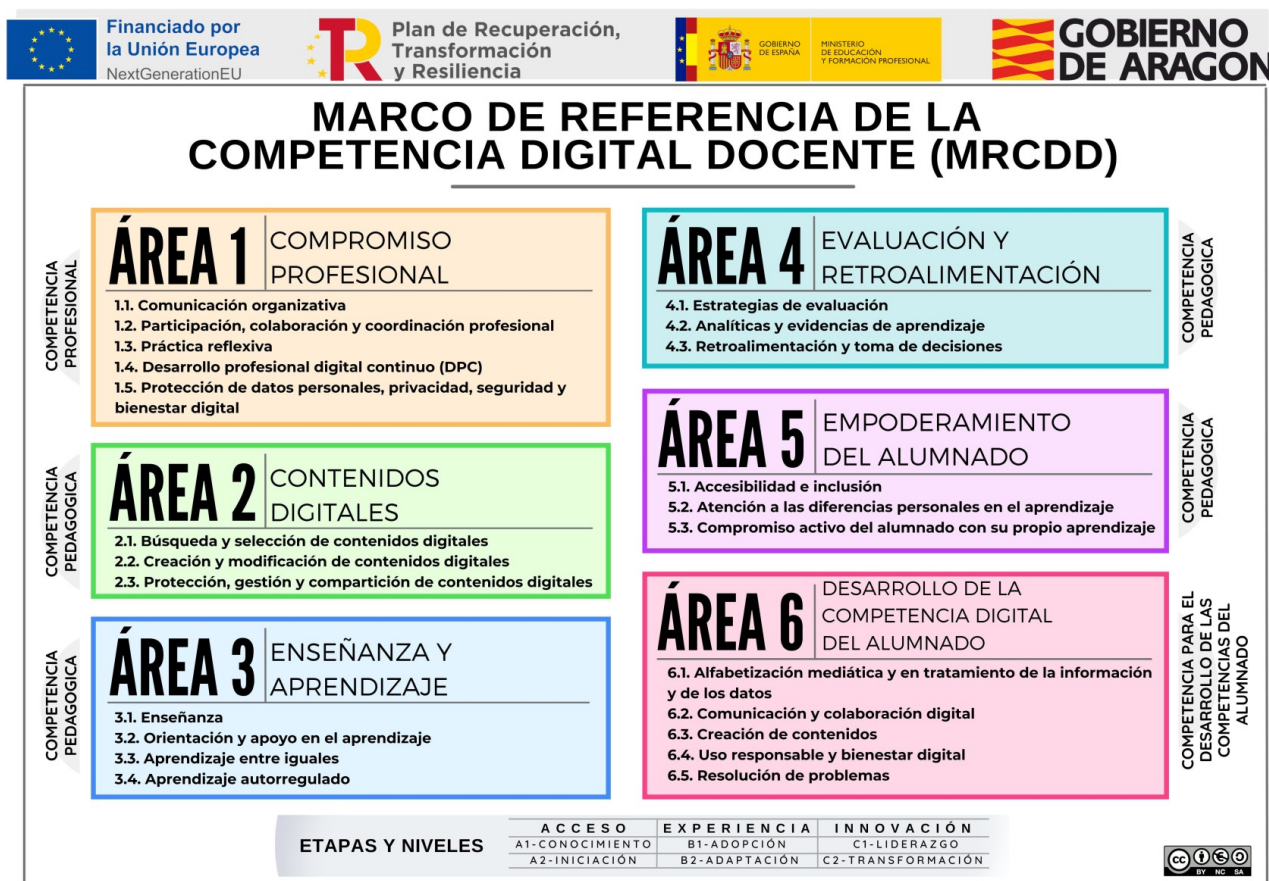 Financiado por
la Unión Europea
NextGenerationEU
Plan de Recuperación,
Transformación
y Resiliencia
GOBIERNO
DE ESPAÑA
MINISTERIO
DE EDUCACIÓN
Y FORMACIÓN PROFESIONAL
GOBIERNO
DE ARAGON
MARCO DE REFERENCIA DE LA
COMPETENCIA DIGITAL DOCENTE (MRCDD)
COMPETENCIA
PROFESIONAL
ÁREA 1
COMPROMISO
PROFESIONAL
1.1. Comunicación organizativa
1.2. Participación, colaboración y coordinación profesional
1.3. Práctica reflexiva
1.4. Desarrollo profesional digital continuo (DPC)
1.5. Protección de datos personales, privacidad, seguridad y
bienestar digital
COMPETENCIA
PEDAGOGICA
ÁREA 2
CONTENIDOS
DIGITALES
2.1. Búsqueda y selección de contenidos digitales
2.2. Creación y modificación de contenidos digitales
2.3. Protección, gestión y compartición de contenidos digitales
COMPETENCIA
PEDAGOGICA
ÁREA 3
ENSEÑANZA Y
APRENDIZAJE
3.1. Enseñanza
3.2. Orientación y apoyo en el aprendizaje
3.3. Aprendizaje entre iguales
3.4. Aprendizaje autorregulado
ÁREA 4
EVALUACIÓN Y
RETROALIMENTACIÓN
4.1. Estrategias de evaluación
4.2. Analíticas y evidencias de aprendizaje
4.3. Retroalimentación y toma de decisiones
COMPETENCIA
PEDAGOGICA
ÁREA 5
EMPODERAMIENTO
DEL ALUMNADO
5.1. Accesibilidad e inclusión
5.2. Atención a las diferencias personales en el aprendizaje
5.3. Compromiso activo del alumnado con su propio aprendizaje
COMPETENCIA
PEDAGOGICA
ÁREA 6
DESARROLLO DE LA
COMPETENCIA DIGITAL
DEL ALUMNADO
6.1. Alfabetización mediática y en tratamiento de la información
y de los datos
6.2. Comunicación y colaboración digital
6.3. Creación de contenidos
6.4. Uso responsable y bienestar digital
6.5. Resolución de problemas
COMPETENCIA PARA EL
DESARROLLO DE LAS
COMPETENCIAS DEL
ALUMNADO
ETAPAS Y NIVELES
ACCESO EXPERIENCIA INNOVACIÓN
A1-CONOCIMIENTO B1-ADOPCIÓN C1-LIDERAZGO
A2-INICIACIÓN B2-ADAPTACIÓN C2-TRANSFORMACIÓN
CC
BY NC SA